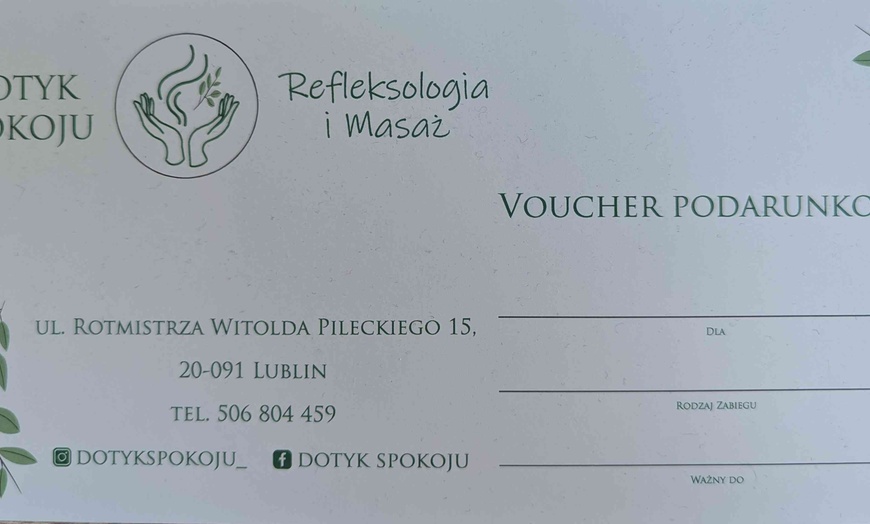 OTYK
OKOJU
Refleksologia
i Masaż
VOUCHER PODARUNKO
UL. ROTMISTRZA WITOLDA PILECKIEGO 15,
20-091 LUBLIN
TEL. 506 804 459
DOTYKSPOKOJU_ DOTYK SPOKOJU
DLA
RODZAJ ZABIEGU
WAŻNY DO